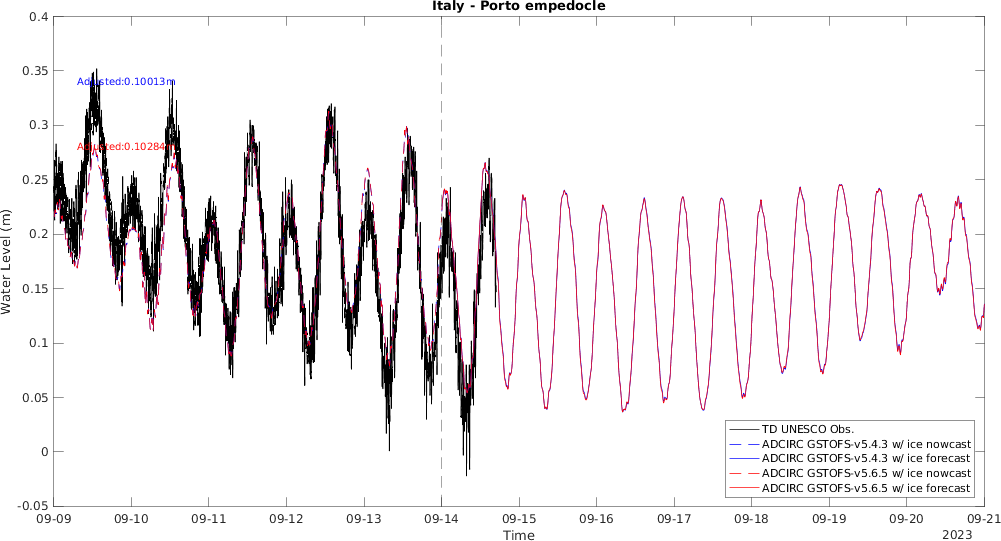 Italy - Porto empedocle
0.4
0.35
0.3
0.25
0.2
0.15
0.1
0.05
0
-0.05
Water Level (m)
Adjusted:0.10013m
Adjusted:0.10284m
TD UNESCO Obs.
ADCIRC GSTOFS-v5.4.3 w/ ice nowcast
ADCIRC GSTOFS-v5.4.3 w/ ice forecast
ADCIRC GSTOFS-v5.6.5 w/ ice nowcast
ADCIRC GSTOFS-v5.6.5 w/ ice forecast
09-09 09-10 09-11 09-12 09-13 09-14 09-15 09-16 09-17 09-18 09-19 09-20 09-21
Time
2023